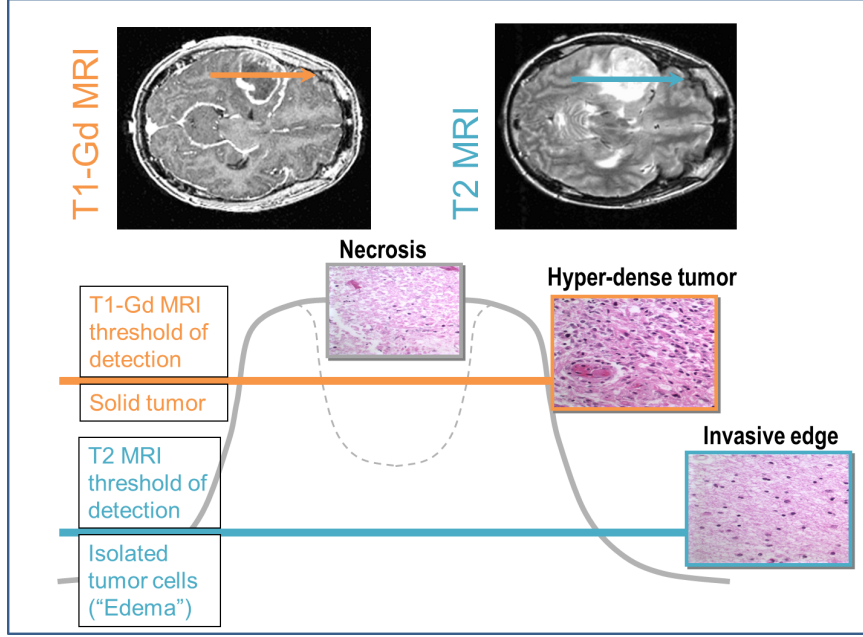 T1-Gd MRI
T2 MRI
Necrosis
Hyper-dense tumor
T1-Gd MRI
threshold of
detection
Solid tumor
Invasive edge
T2 MRI
threshold of
detection
Isolated
tumor cells
(“Edema”)